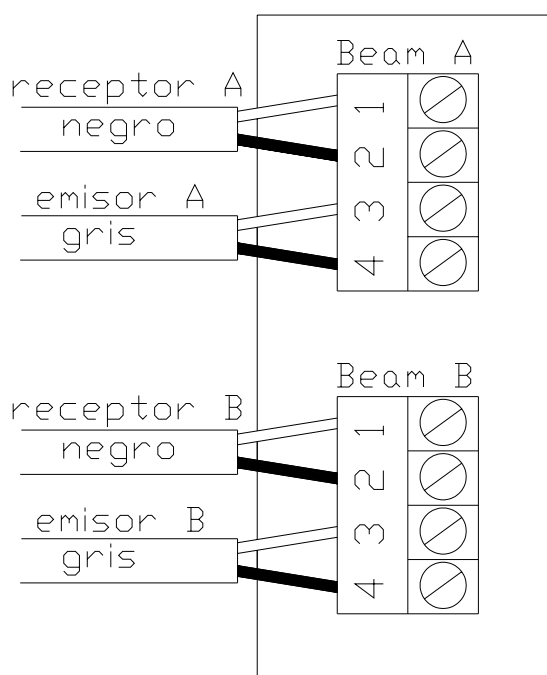 Beam A
receptor A
negro
1
2
emisor A
gris
3
4
Beam B
receptor B
negro
1
2
emisor B
gris
3
4